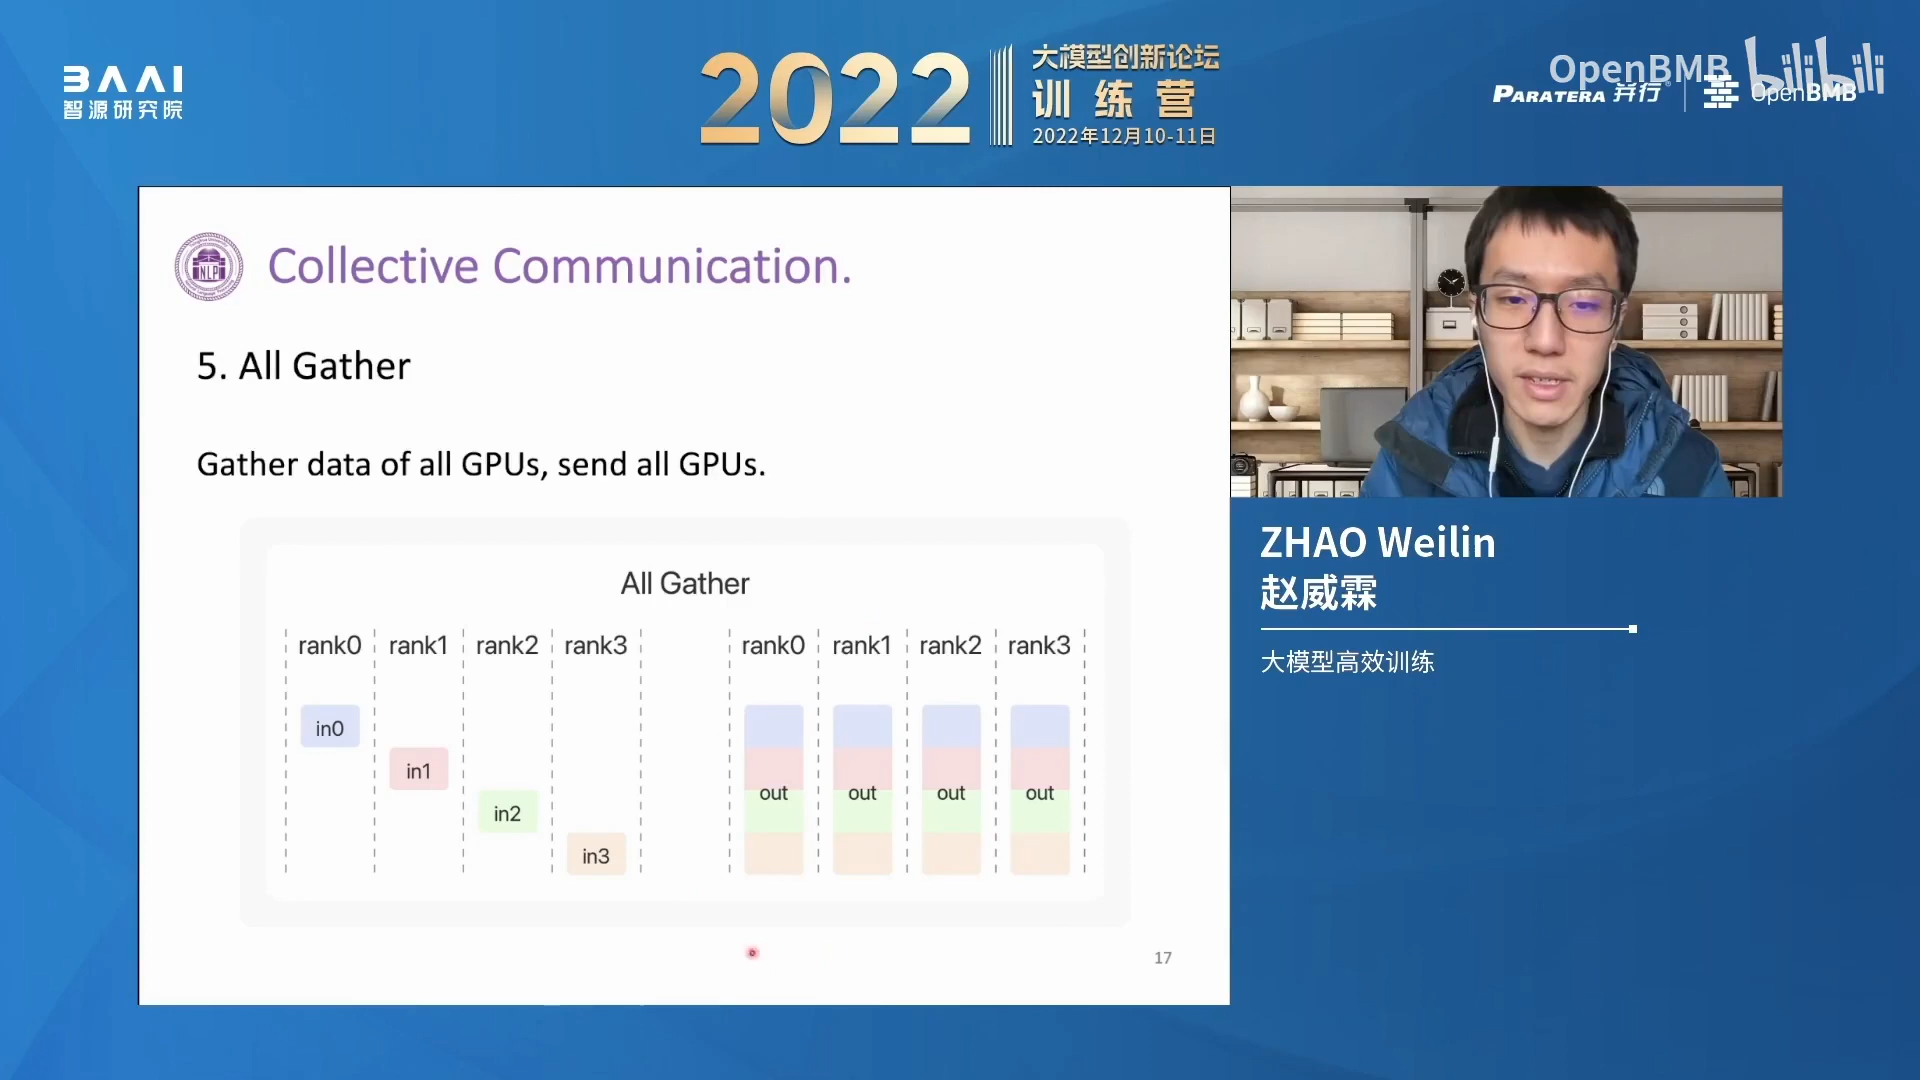 BAAI
智源研究院
2022
大模型创新论坛
训练营
2022年12月10-11日
OpenBMB
bilibili
PARATERA 并行
OpenBMB
NLP
Collective Communication.
5. All Gather
Gather data of all GPUs, send all GPUs.
All Gather
rank0 rank1 rank2 rank3 rank0 rank1 rank2 rank3
in0
in1
in2
in3
out out out out
17
ZHAO Weilin
赵威霖
大模型高效训练